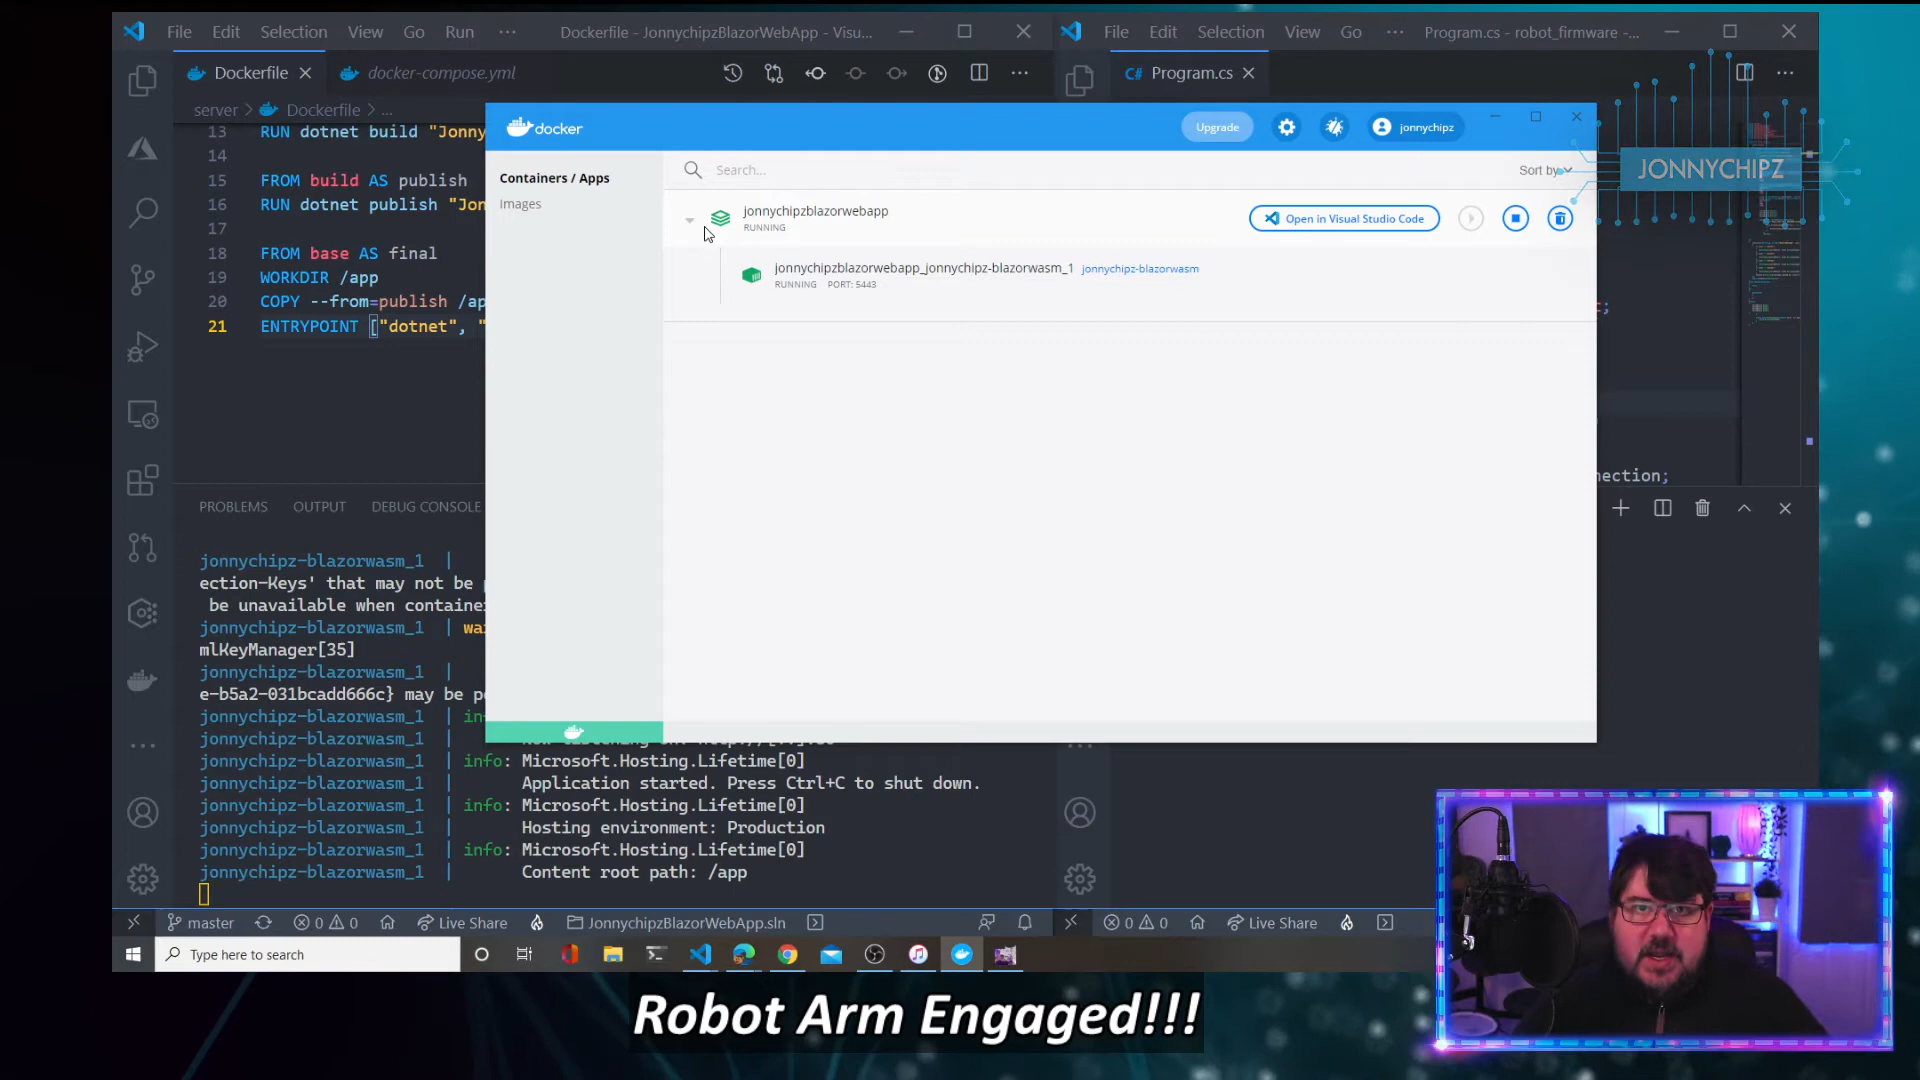 File Edit Selection View Go Run ··· Dockerfile - JonnychipzBlazorWebApp - Visu...
File Edit Selection View Go ··· Program.cs - robot_firmware -...
Dockerfile docker-compose.yml
C# Program.cs
server > Dockerfile > ...
13 RUN dotnet build "Jonny
14
15 FROM build AS publish
16 RUN dotnet publish "Jon
17
18 FROM base AS final
19 WORKDIR /app
20 COPY --from=publish /ap
21 ENTRYPOINT ["dotnet", "
docker
Upgrade
jonnychipz
Containers / Apps
Images
Search...
Sort by
jonnychipzblazorwebapp
RUNNING
Open in Visual Studio Code
jonnychipzblazorwebapp_jonnychipz-blazorwasm_1 jonnychipz-blazorwasm
RUNNING PORT: 5443
JONNYCHIPZ
nection;
PROBLEMS OUTPUT DEBUG CONSOLE
jonnychipz-blazorwasm_1 |
ection-Keys' that may not be
be unavailable when containe
jonnychipz-blazorwasm_1 | wa
mlKeyManager[35]
jonnychipz-blazorwasm_1 |
e-b5a2-031bcadd666c} may be pe
jonnychipz-blazorwasm_1 | in
jonnychipz-blazorwasm_1 |
jonnychipz-blazorwasm_1 | info: Microsoft.Hosting.Lifetime[0]
jonnychipz-blazorwasm_1 | Application started. Press Ctrl+C to shut down.
jonnychipz-blazorwasm_1 | info: Microsoft.Hosting.Lifetime[0]
jonnychipz-blazorwasm_1 | Hosting environment: Production
jonnychipz-blazorwasm_1 | info: Microsoft.Hosting.Lifetime[0]
jonnychipz-blazorwasm_1 | Content root path: /app
master 0 0 Live Share JonnychipzBlazorWebApp.sln
0 0 Live Share
Type here to search
Robot Arm Engaged!!!